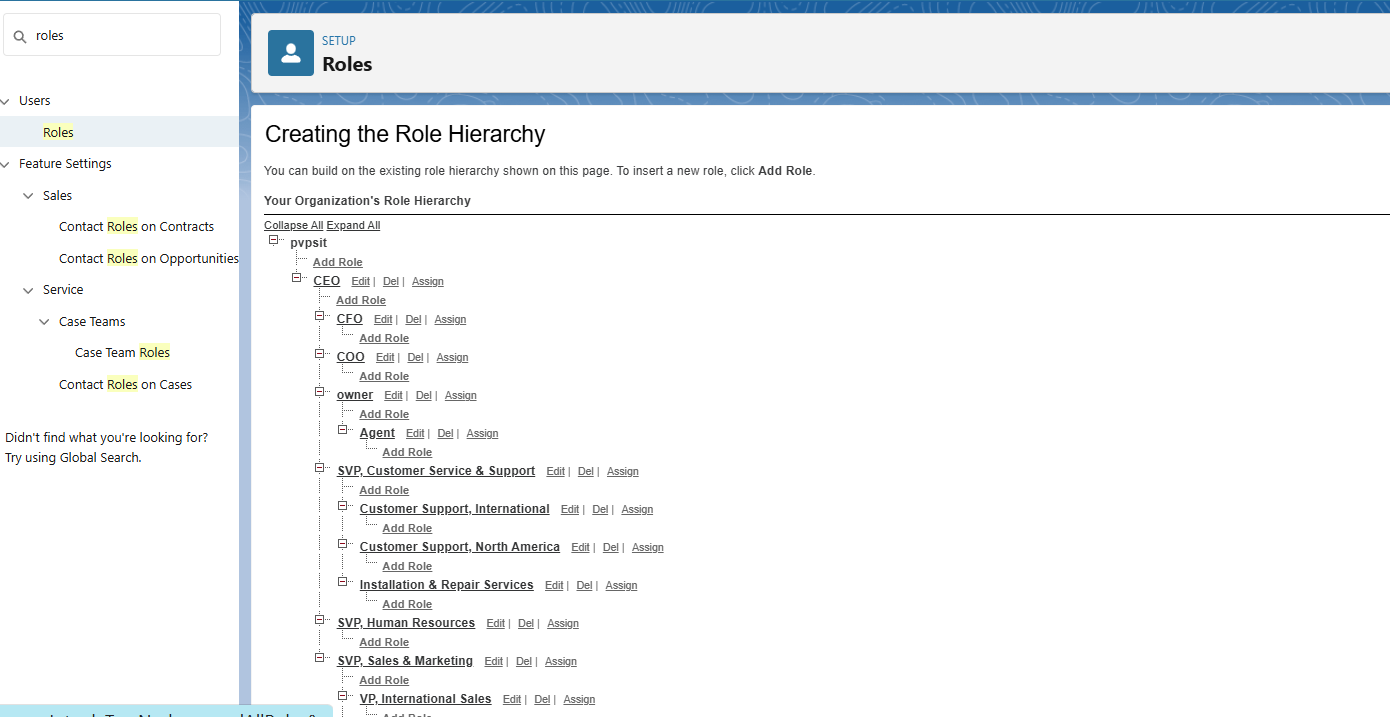 roles
Users
Roles
Feature Settings
Sales
Contact Roles on Contracts
Contact Roles on Opportunities
Service
Case Teams
Case Team Roles
Contact Roles on Cases
Didn't find what you're looking for?
Try using Global Search.
SETUP
Roles
Creating the Role Hierarchy
You can build on the existing role hierarchy shown on this page. To insert a new role, click Add Role.
Your Organization's Role Hierarchy
Collapse All Expand All
pvpsit
Add Role
CEO Edit | Del | Assign
Add Role
CFO Edit | Del | Assign
Add Role
COO Edit | Del | Assign
Add Role
owner Edit | Del | Assign
Add Role
Agent Edit | Del | Assign
Add Role
SVP, Customer Service & Support Edit | Del | Assign
Add Role
Customer Support, International Edit | Del | Assign
Add Role
Customer Support, North America Edit | Del | Assign
Add Role
Installation & Repair Services Edit | Del | Assign
Add Role
SVP, Human Resources Edit | Del | Assign
Add Role
SVP, Sales & Marketing Edit | Del | Assign
Add Role
VP, International Sales Edit | Del | Assign
Add Role